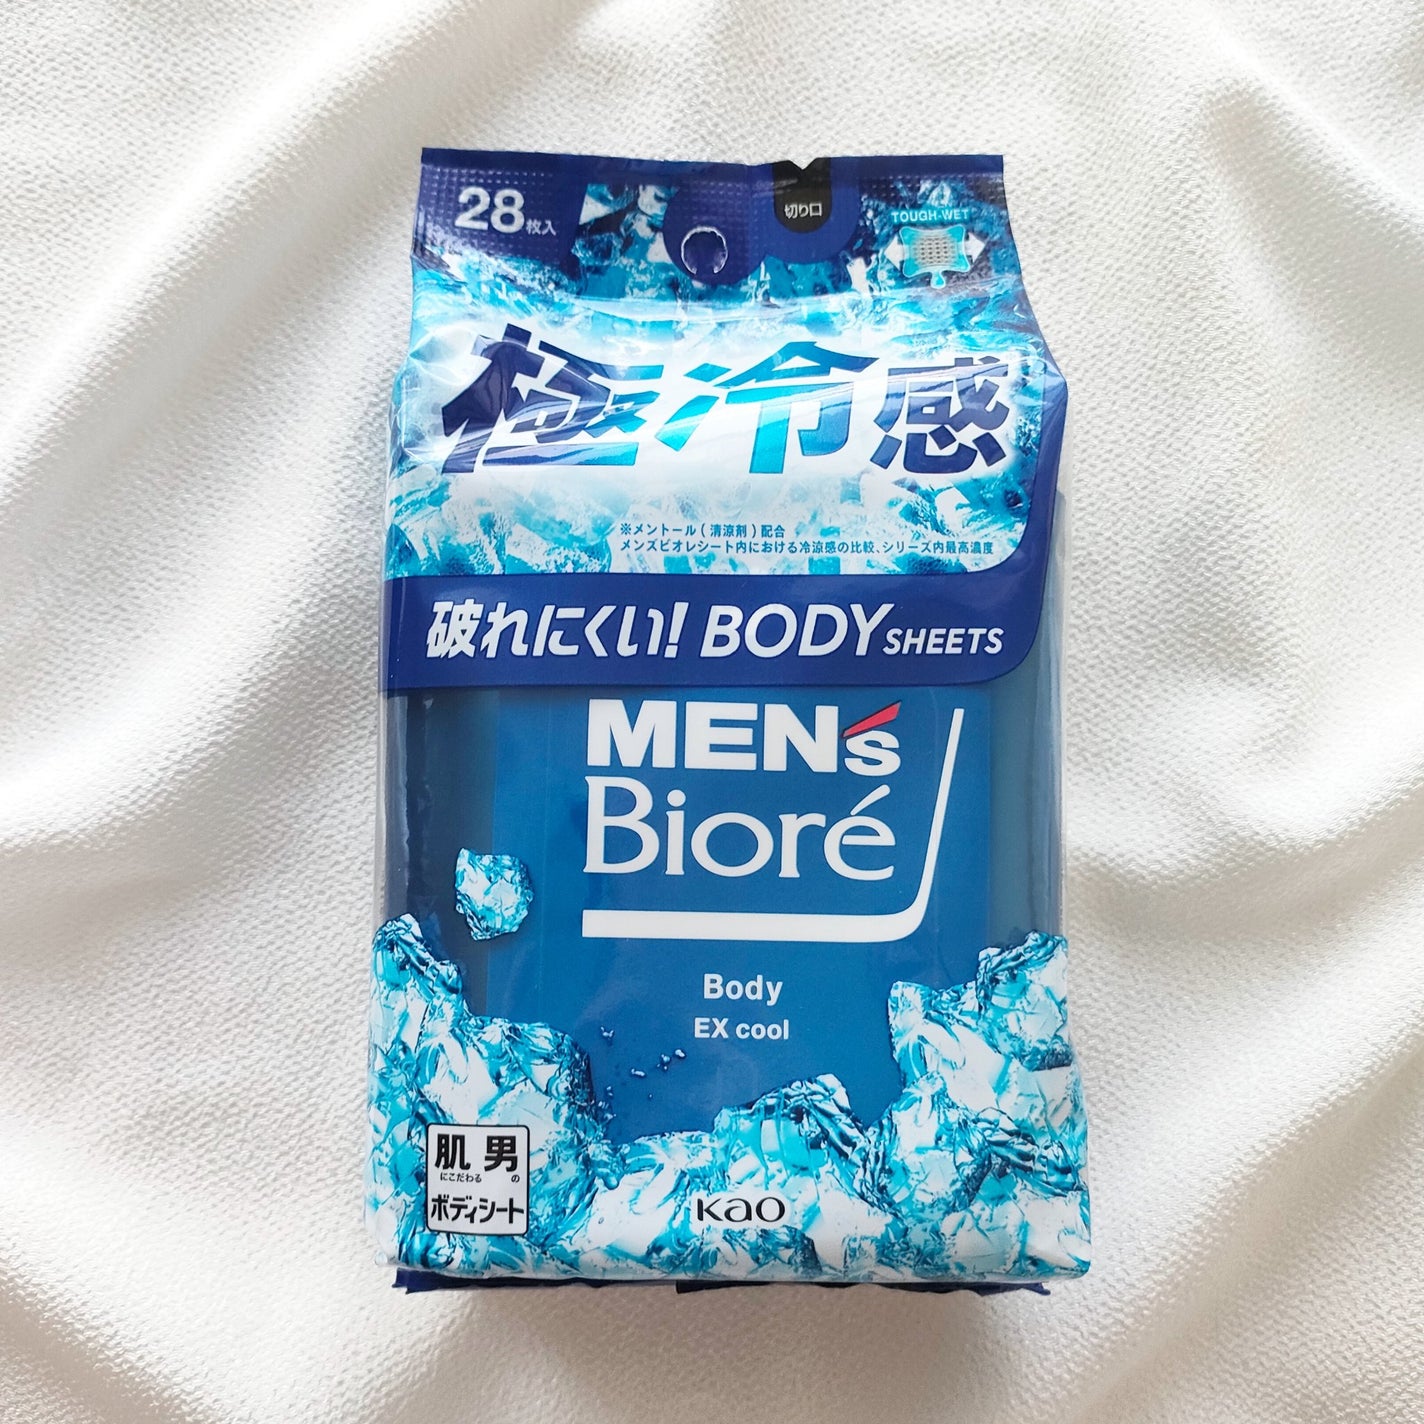 28枚入
切り口
TOUGH-WET
極冷感
※メントール(清涼剤)配合
メンズビオレシート内における冷涼感の比較、シリーズ内最高濃度
破れにくい! BODY SHEETS
MEN's
Bioré
Body
EX cool
肌にこだわる男の
ボディシート
Kao